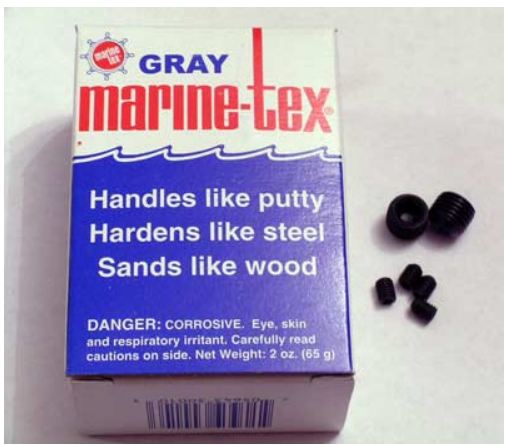 marine
tex
GRAY
marine-tex®
Handles like putty
Hardens like steel
Sands like wood
DANGER: CORROSIVE. Eye, skin
and respiratory irritant. Carefully read
cautions on side. Net Weight: 2 oz. (65 g)